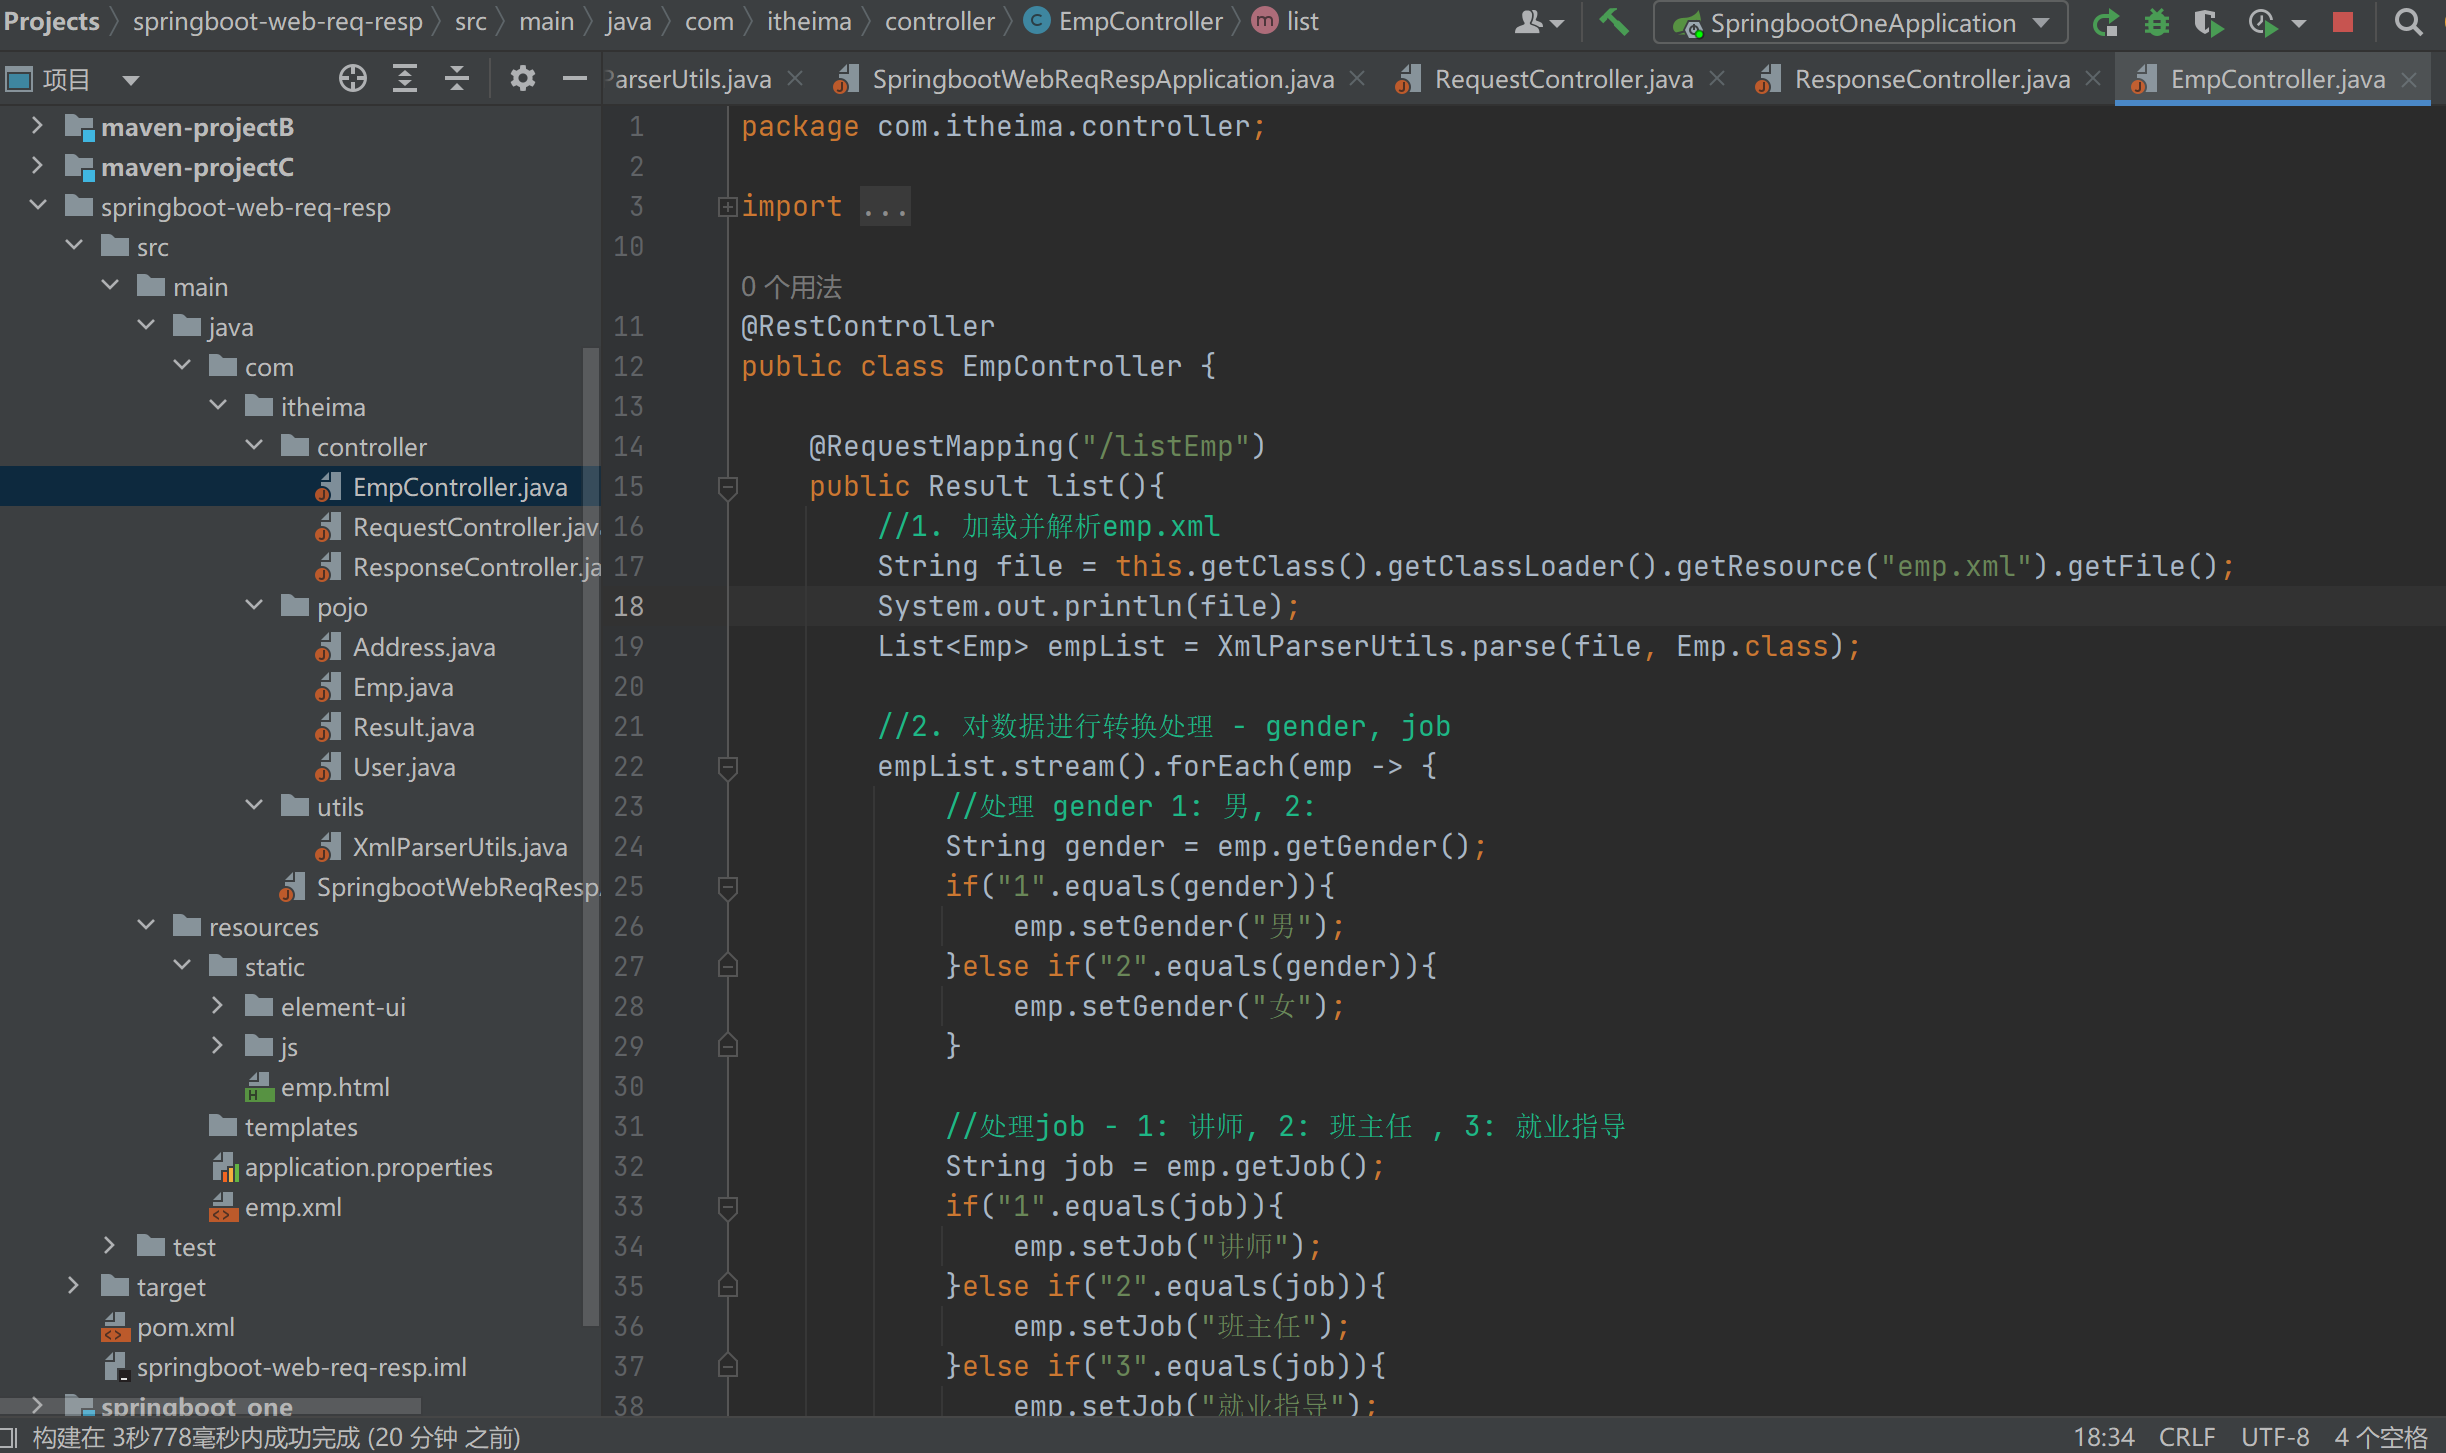 Projects springboot-web-req-resp src main java com itheima controller EmpController list SpringbootOneApplication
项目 ParserUtils.java SpringbootWebReqRespApplication.java RequestController.java ResponseController.java EmpController.java
maven-projectB
maven-projectC
springboot-web-req-resp
src
main
java
com
itheima
controller
EmpController.java
RequestController.jav
ResponseController.ja
pojo
Address.java
Emp.java
Result.java
User.java
utils
XmlParserUtils.java
SpringbootWebReqResp
resources
static
element-ui
js
emp.html
templates
application.properties
emp.xml
test
target
pom.xml
springboot-web-req-resp.iml
springboot_one
1 package com.itheima.controller;
2
3 import ...
10
0 个用法
11 @RestController
12 public class EmpController {
13
14 @RequestMapping("/listEmp")
15 public Result list(){
16 //1. 加载并解析emp.xml
17 String file = this.getClass().getClassLoader().getResource("emp.xml").getFile();
18 System.out.println(file);
19 List<Emp> empList = XmlParserUtils.parse(file, Emp.class);
20
21 //2. 对数据进行转换处理 - gender, job
22 empList.stream().forEach(emp -> {
23 //处理 gender 1: 男, 2:
24 String gender = emp.getGender();
25 if("1".equals(gender)){
26 emp.setGender("男");
27 }else if("2".equals(gender)){
28 emp.setGender("女");
29 }
30
31 //处理job - 1: 讲师, 2: 班主任 , 3: 就业指导
32 String job = emp.getJob();
33 if("1".equals(job)){
34 emp.setJob("讲师");
35 }else if("2".equals(job)){
36 emp.setJob("班主任");
37 }else if("3".equals(job)){
38 emp.setJob("就业指导");
构建在 3秒778毫秒内成功完成 (20 分钟 之前) 18:34 CRLF UTF-8 4 个空格